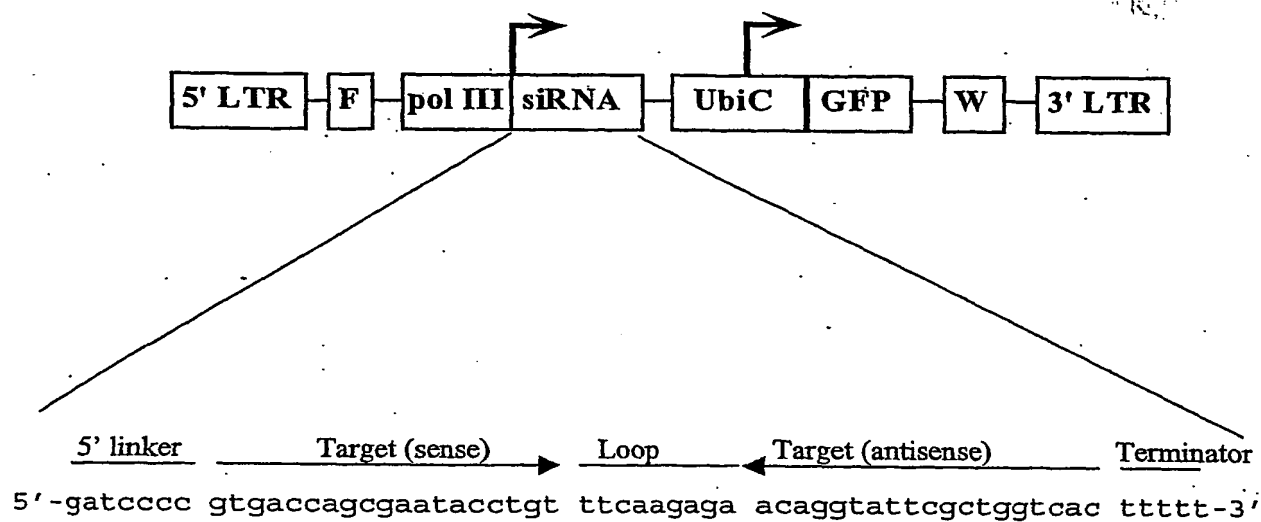 5' LTR F pol III siRNA UbiC GFP W 3' LTR
5' linker Target (sense) Loop Target (antisense) Terminator
5'-gatcccc gtgaccagcgaatacctgt ttcaagaga acaggtattcgctggtcac ttttt-3'